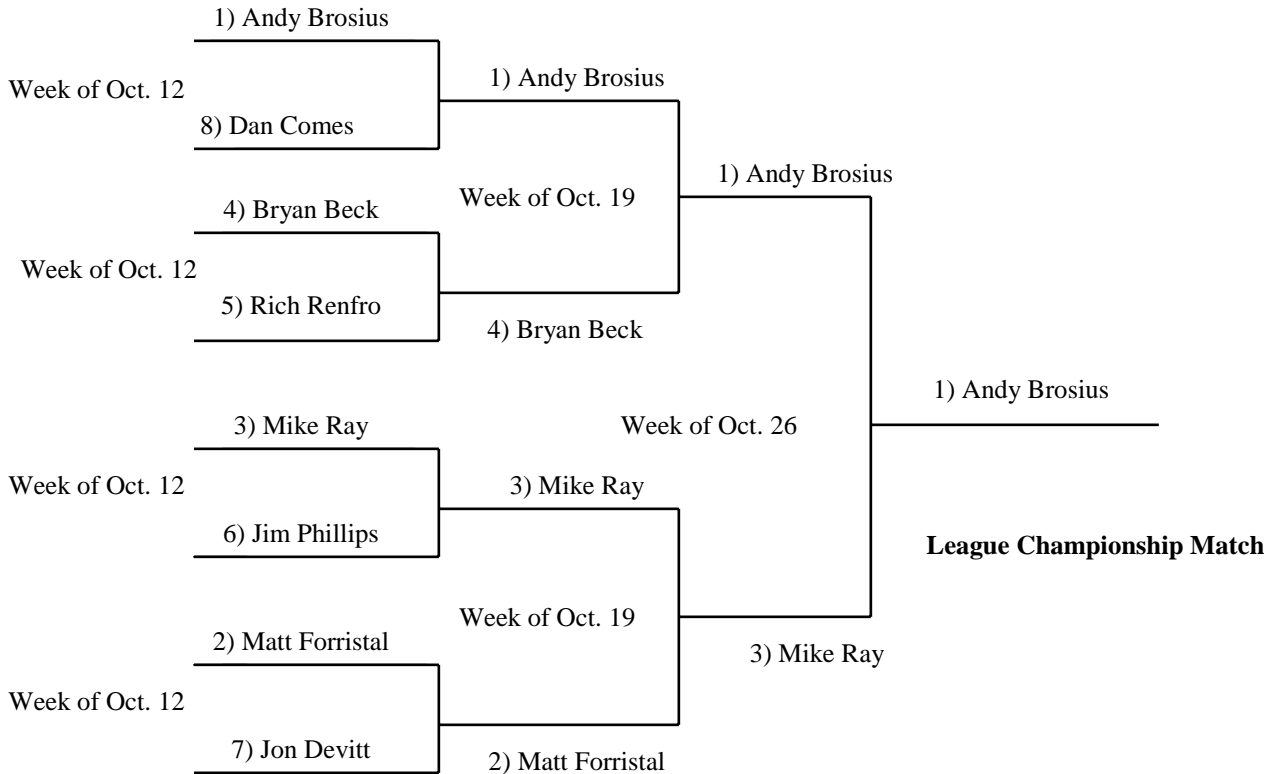 1) Andy Brosius
Week of Oct. 12
1) Andy Brosius
8) Dan Comes
1) Andy Brosius
Week of Oct. 19
4) Bryan Beck
Week of Oct. 12
5) Rich Renfro
4) Bryan Beck
1) Andy Brosius
3) Mike Ray
Week of Oct. 26
Week of Oct. 12
3) Mike Ray
6) Jim Phillips
League Championship Match
Week of Oct. 19
2) Matt Forristal
3) Mike Ray
Week of Oct. 12
7) Jon Devitt
2) Matt Forristal